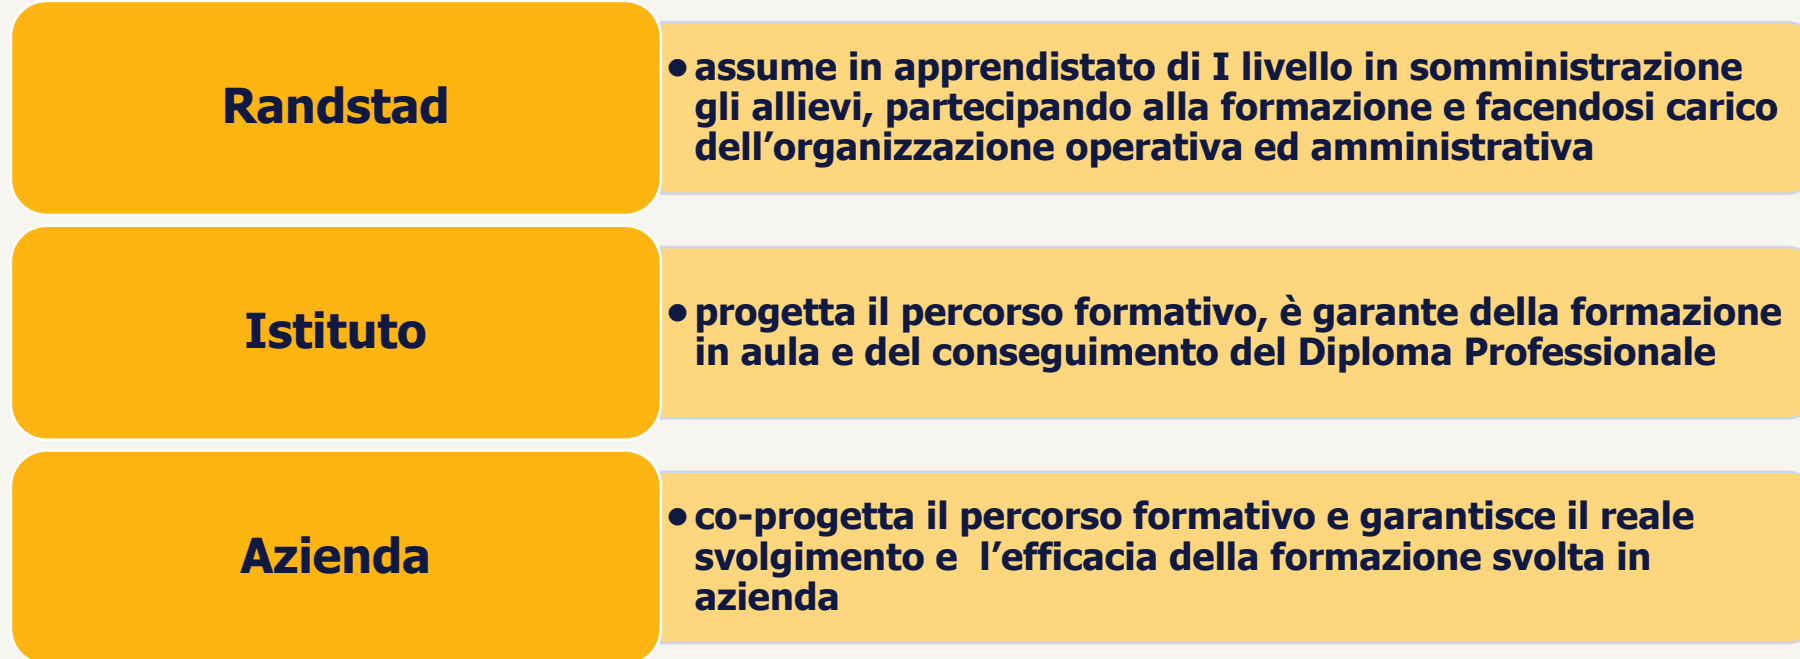 Randstad
• assume in apprendistato di I livello in somministrazione
gli allievi, partecipando alla formazione e facendosi carico
dell’organizzazione operativa ed amministrativa
Istituto
• progetta il percorso formativo, è garante della formazione
in aula e del conseguimento del Diploma Professionale
Azienda
• co-progetta il percorso formativo e garantisce il reale
svolgimento e  l’efficacia della formazione svolta in
azienda